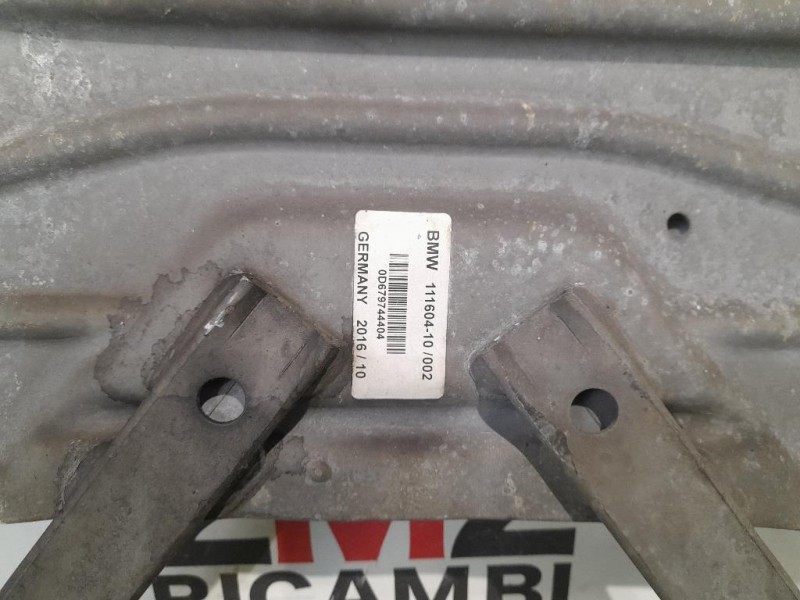 BMW 111604-10 /002
0D679744404
GERMANY 2016 / 10
RICAMBI